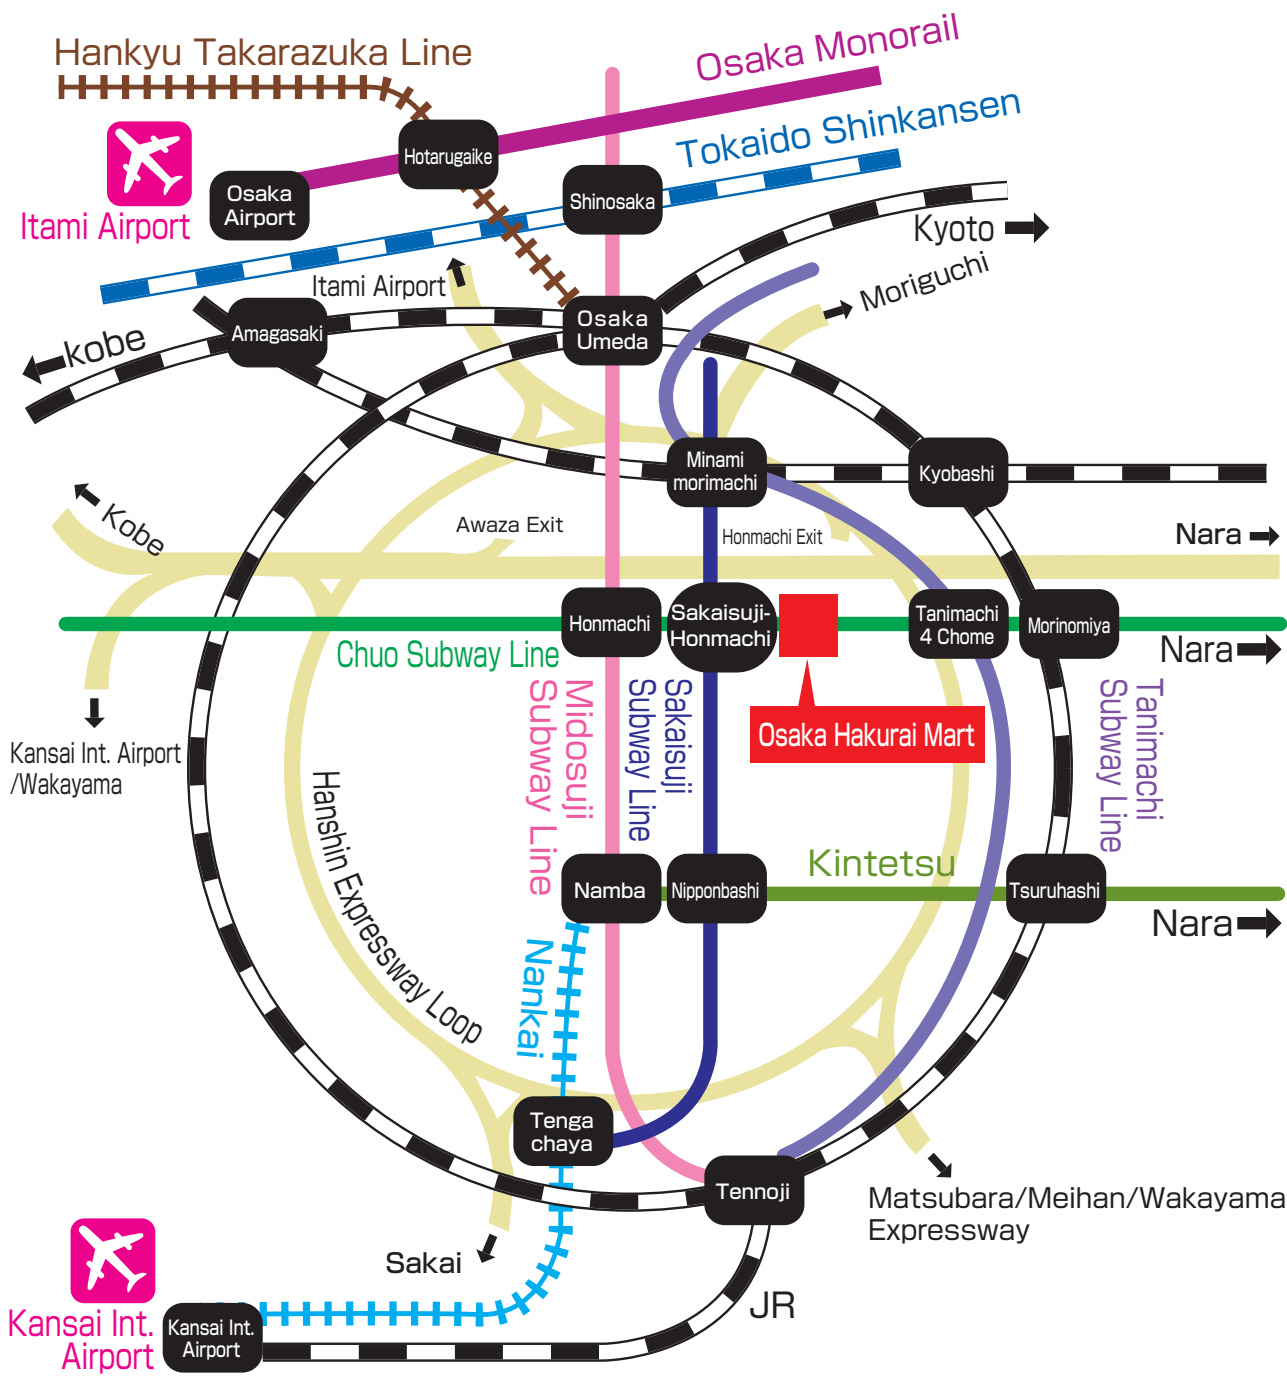 Hankyu Takarazuka Line
Osaka Monorail
Tokaido Shinkansen
Hotarugaike
Osaka
Airport
Itami Airport
Shinosaka
Kyoto
Itami Airport
Moriguchi
Osaka
Umeda
Amagasaki
kobe
Minami
morimachi
Kyobashi
Kobe
Awaza Exit
Honmachi Exit
Nara
Honmachi
Sakaisuji-
Honmachi
Tanimachi
4 Chome
Morinomiya
Chuo Subway Line
Nara
Midosuji
Subway Line
Sakaisuji
Subway Line
Osaka Hakurai Mart
Tanimachi
Subway Line
Kansai Int. Airport
/Wakayama
Hanshin Expressway Loop
Kintetsu
Namba
Nipponbashi
Tsuruhashi
Nara
Nankai
Tenga
chaya
Tennoji
Matsubara/Meihan/Wakayama
Expressway
Sakai
JR
Kansai Int.
Airport
Kansai Int.
Airport